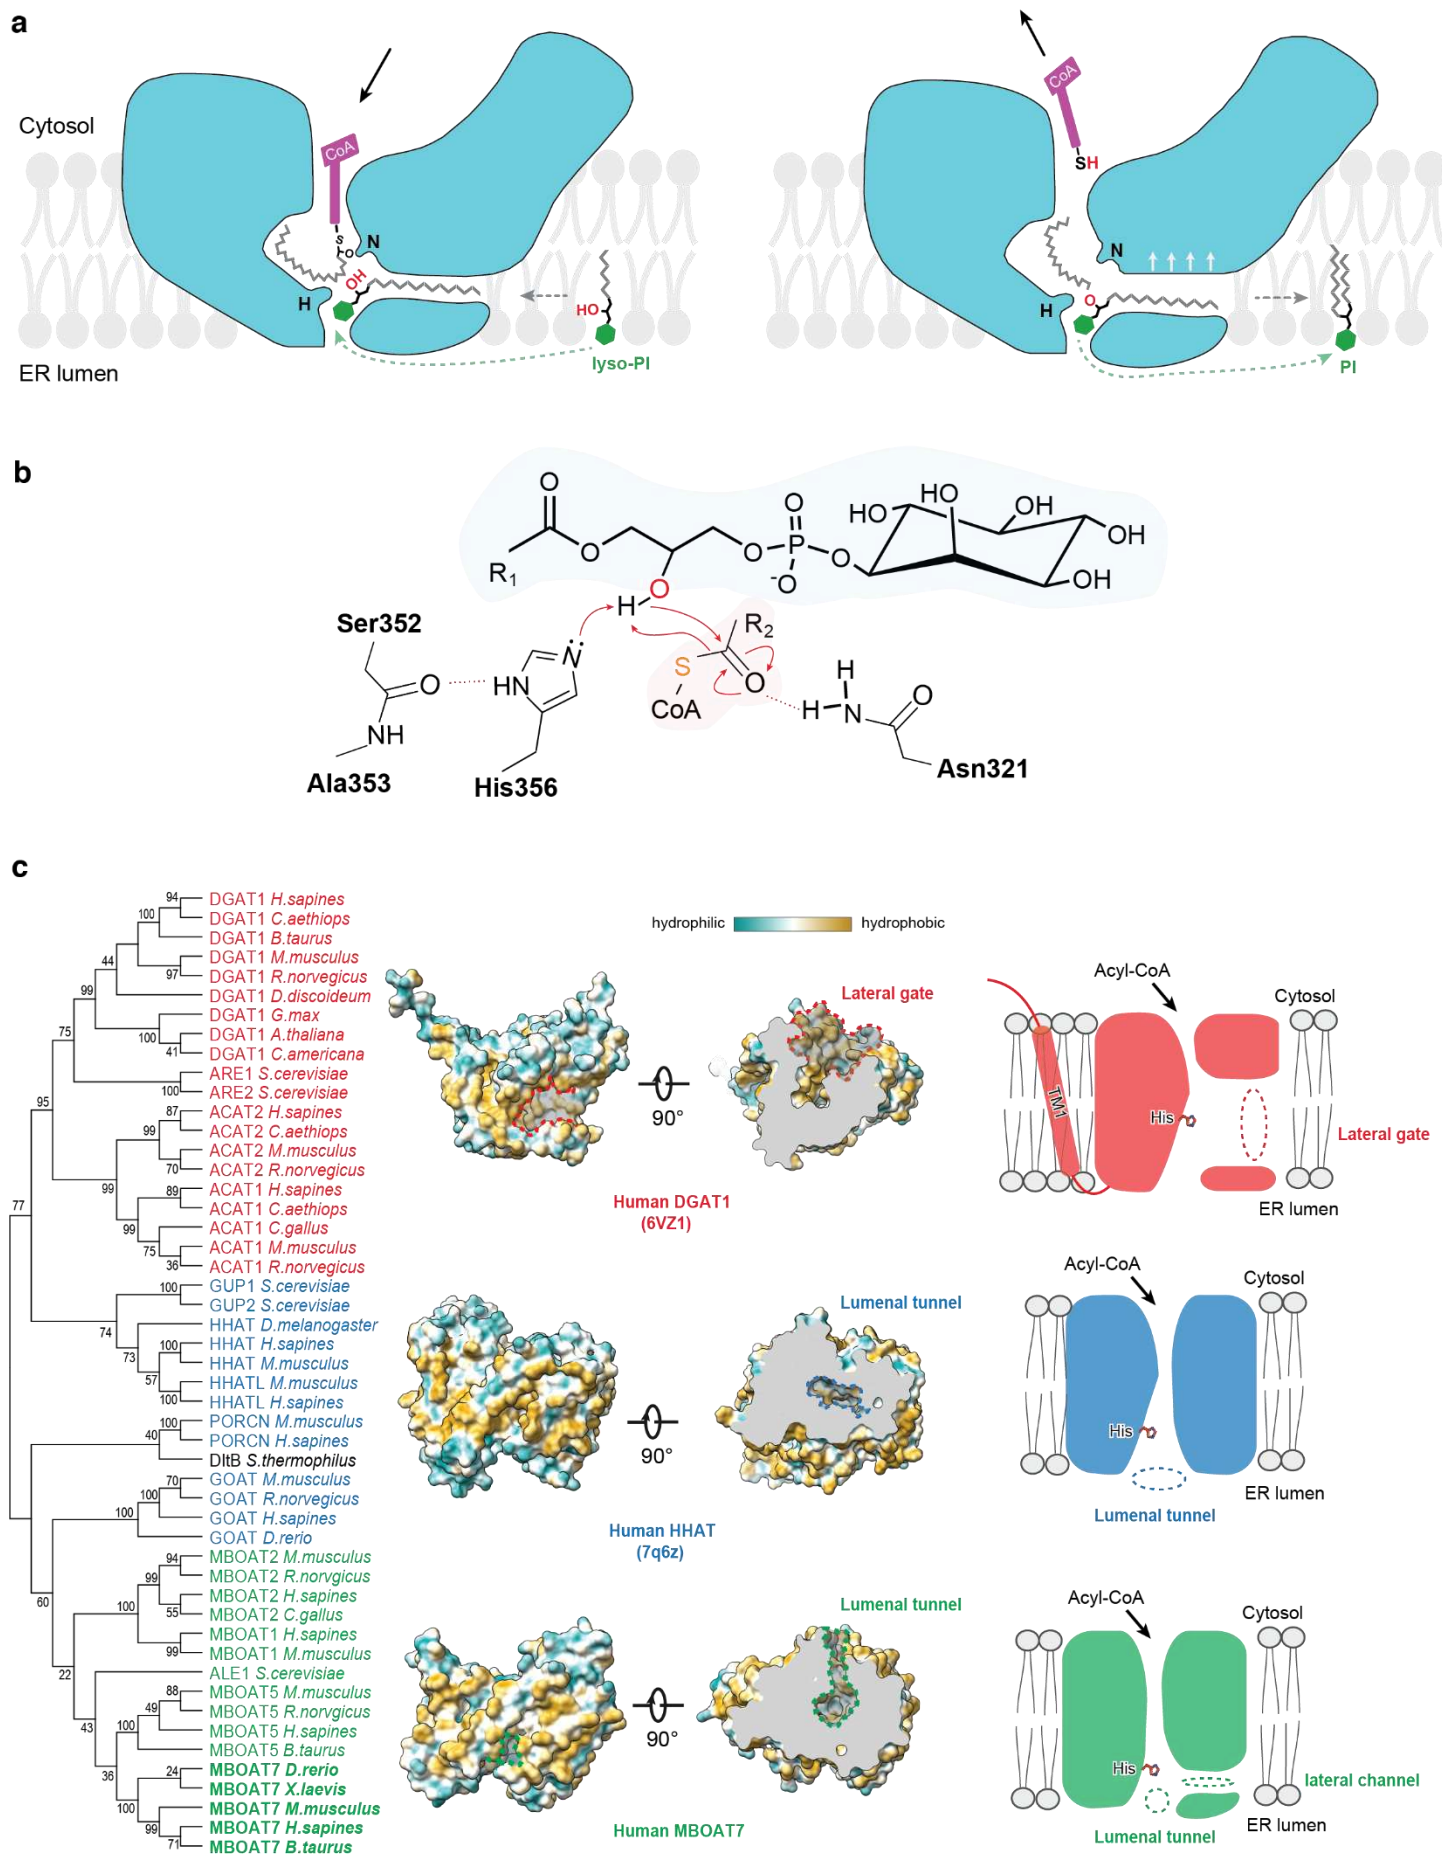 a
Cytosol
CoA
S
O
N
OH
H
HO
lyso-PI
ER lumen
CoA
SH
N
O
H
PI
b
O
O
R1
O
H
O
O
P
-O
O
HO
HO
OH
OH
OH
Ser352
O
NH
Ala353
HN
N
His356
R2
S
O
CoA
H
H
N
O
Asn321
c
DGAT1 H.sapines
DGAT1 C.aethiops
DGAT1 B.taurus
DGAT1 M.musculus
DGAT1 R.norvegicus
DGAT1 D.discoideum
DGAT1 G.max
DGAT1 A.thaliana
DGAT1 C.americana
ARE1 S.cerevisiae
ARE2 S.cerevisiae
ACAT2 H.sapines
ACAT2 C.aethiops
ACAT2 M.musculus
ACAT2 R.norvegicus
ACAT1 H.sapines
ACAT1 C.aethiops
ACAT1 C.gallus
ACAT1 M.musculus
ACAT1 R.norvegicus
GUP1 S.cerevisiae
GUP2 S.cerevisiae
HHAT D.melanogaster
HHAT H.sapines
HHAT M.musculus
HHATL M.musculus
HHATL H.sapines
PORCN M.musculus
PORCN H.sapines
DltB S.thermophilus
GOAT M.musculus
GOAT R.norvegicus
GOAT H.sapines
GOAT D.rerio
MBOAT2 M.musculus
MBOAT2 R.norvgicus
MBOAT2 H.sapines
MBOAT2 C.gallus
MBOAT1 H.sapines
MBOAT1 M.musculus
ALE1 S.cerevisiae
MBOAT5 M.musculus
MBOAT5 R.norvgicus
MBOAT5 H.sapines
MBOAT5 B.taurus
MBOAT7 D.rerio
MBOAT7 X.laevis
MBOAT7 M.musculus
MBOAT7 H.sapines
MBOAT7 B.taurus
94
100
97
44
99
100
41
75
100
95
87
99
70
99
89
99
75
36
77
100
74
100
73
57
100
100
40
70
100
100
60
94
99
100
55
99
22
88
49
100
43
36
24
100
99
71
hydrophilic
hydrophobic
Lateral gate
90°
Human DGAT1
(6VZ1)
Acyl-CoA
Cytosol
TM1
His
Lateral gate
ER lumen
Lumenal tunnel
90°
Human HHAT
(7q6z)
Acyl-CoA
Cytosol
His
ER lumen
Lumenal tunnel
Lumenal tunnel
90°
Human MBOAT7
Acyl-CoA
Cytosol
His
lateral channel
ER lumen
Lumenal tunnel